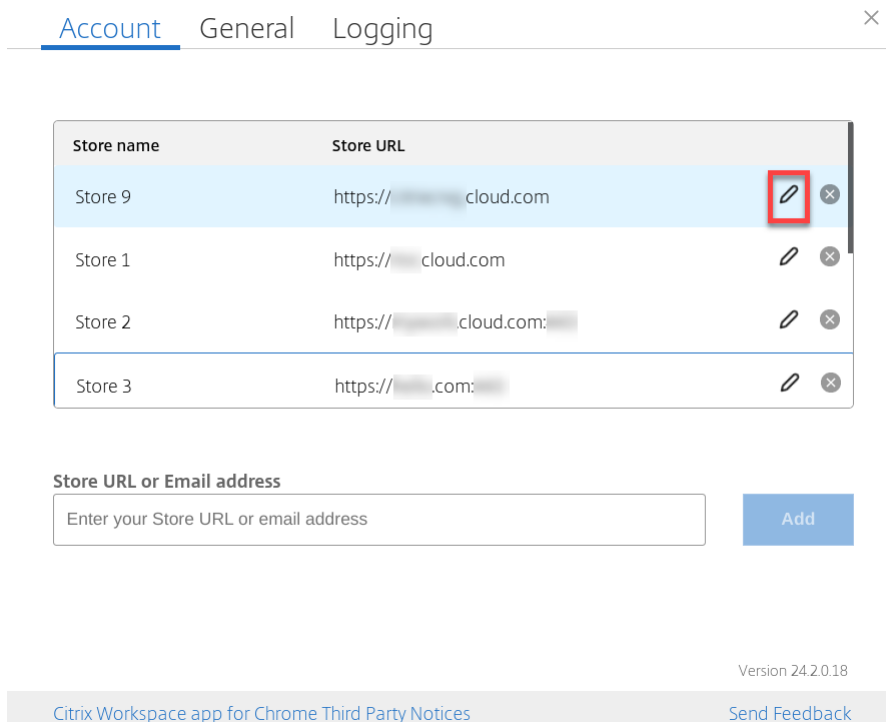 Account General Logging
Store name Store URL
Store 9 https:// cloud.com
Store 1 https:// cloud.com
Store 2 https:// .cloud.com:
Store 3 https:// .com:
Store URL or Email address
Enter your Store URL or email address Add
Version 24.2.0.18
Citrix Workspace app for Chrome Third Party Notices Send Feedback